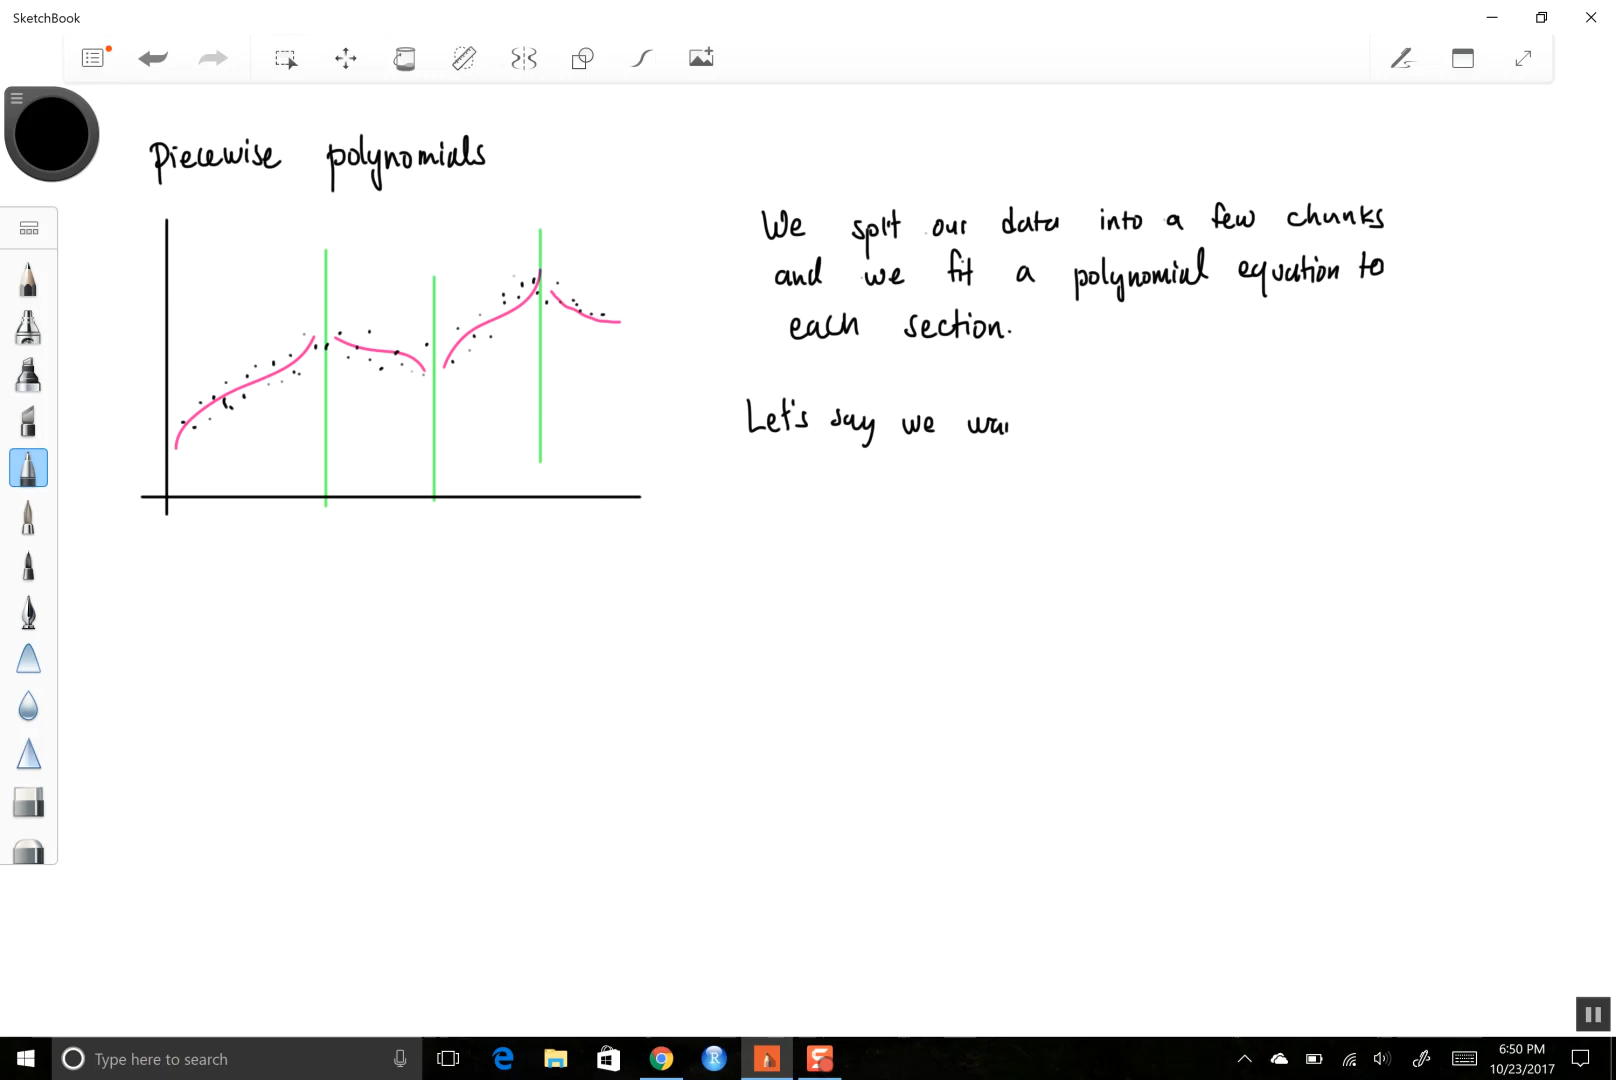 SketchBook
Piecewise polynomials
We split our data into a few chunks
and we fit a polynomial equation to
each section.
Let's say we wan
Type here to search
6:50 PM
10/23/2017